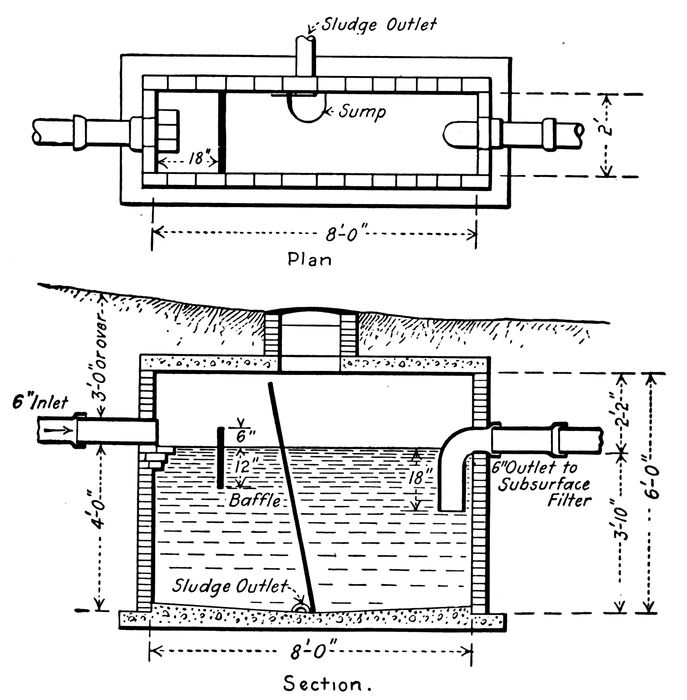 Sludge Outlet
Sump
18"
2'
8'-0"
Plan
3'-0" or over
6" Inlet
6"
12"
Baffle
18"
6" Outlet to
Subsurface
Filter
2'-2"
6'-0"
3'-10"
4'-0"
Sludge Outlet
8'-0"
Section.